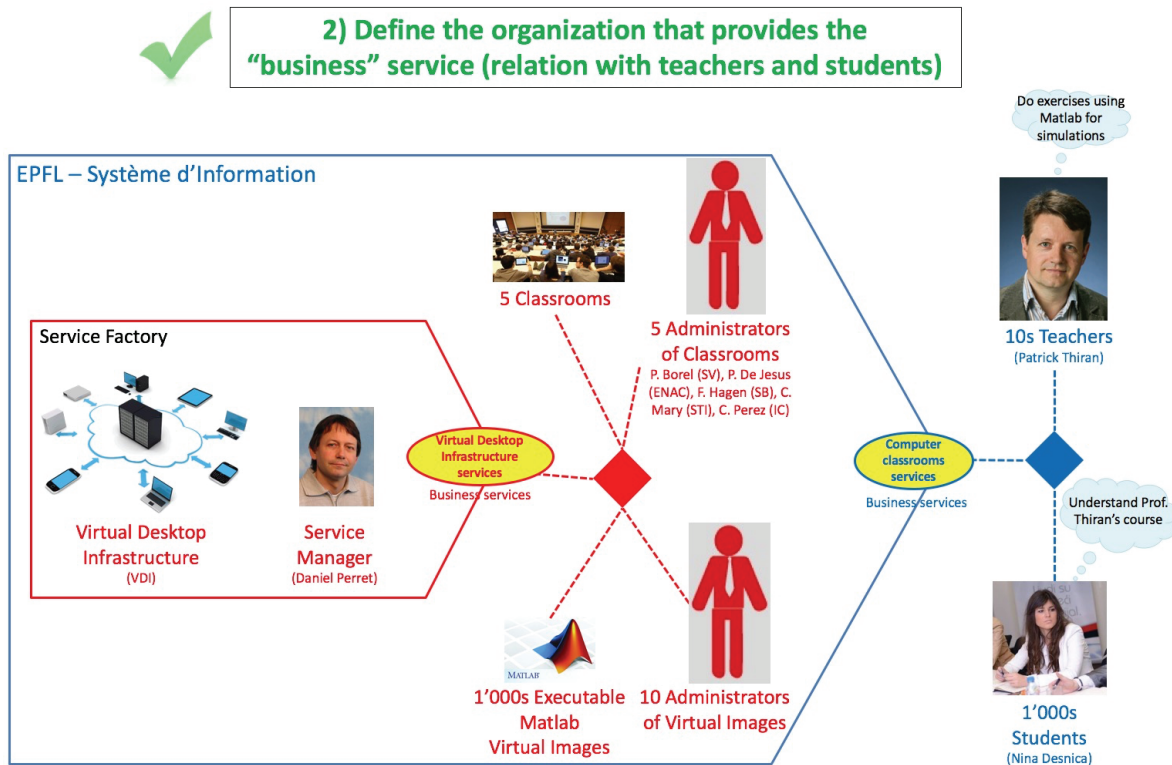 2) Define the organization that provides the
“business” service (relation with teachers and students)
Do exercises using
Matlab for
simulations
EPFL – Système d’Information
5 Classrooms
5 Administrators
of Classrooms
P. Borel (SV), P. De Jesus
(ENAC), F. Hagen (SB), C.
Mary (STI), C. Perez (IC)
10s Teachers
(Patrick Thiran)
Service Factory
Virtual Desktop
Infrastructure
(VDI)
Service
Manager
(Daniel Perret)
Virtual Desktop
Infrastructure
services
Business services
Computer
classrooms
services
Business services
Understand Prof.
Thiran’s course
MATLAB
1’000s Executable
Matlab
Virtual Images
10 Administrators
of Virtual Images
1’000s
Students
(Nina Desnica)